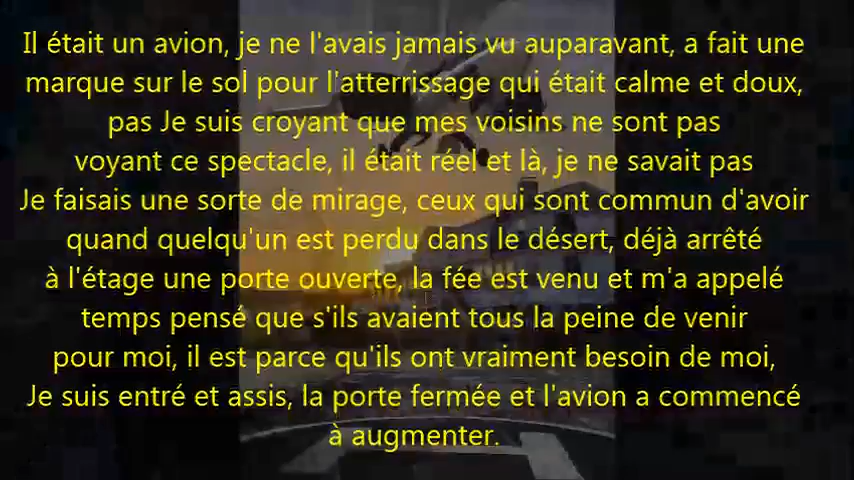 Il était un avion, je ne l'avais jamais vu auparavant, a fait une
marque sur le sol pour l'atterrissage qui était calme et doux,
pas Je suis croyant que mes voisins ne sont pas
voyant ce spectacle, il était réel et là, je ne savait pas
Je faisais une sorte de mirage, ceux qui sont commun d'avoir
quand quelqu'un est perdu dans le désert, déjà arrêté
à l'étage une porte ouverte, la fée est venu et m'a appelé
temps pensé que s'ils avaient tous la peine de venir
pour moi, il est parce qu'ils ont vraiment besoin de moi,
Je suis entré et assis, la porte fermée et l'avion a commencé
à augmenter.